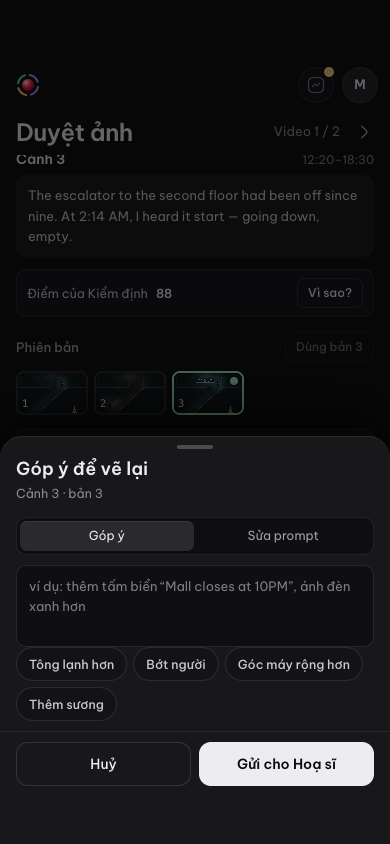 M
Duyệt ảnh
Video 1 / 2
Cảnh 3
12:20–18:30
The escalator to the second floor had been off since
nine. At 2:14 AM, I heard it start — going down,
empty.
Điểm của Kiểm định 88
Vì sao?
Phiên bản
Dùng bản 3
1
2
3
Góp ý để vẽ lại
Cảnh 3 · bản 3
Góp ý
Sửa prompt
ví dụ: thêm tấm biển “Mall closes at 10PM”, ánh đèn
xanh hơn
Tông lạnh hơn
Bớt người
Góc máy rộng hơn
Thêm sương
Huỷ
Gửi cho Hoạ sĩ